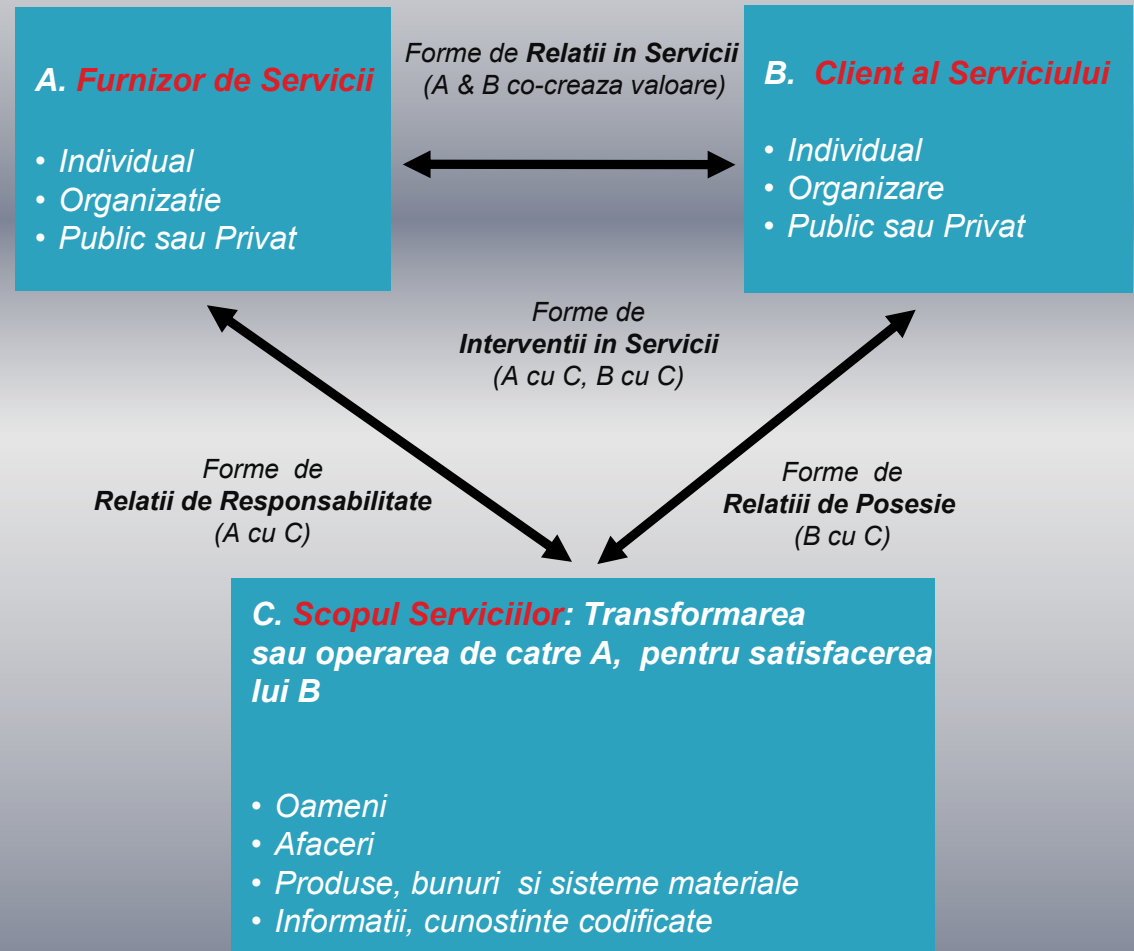 A. Furnizor de Servicii
• Individual
• Organizatie
• Public sau Privat
Forme de Relatii in Servicii
(A & B co-creaza valoare)
B. Client al Serviciului
• Individual
• Organizare
• Public sau Privat
Forme de
Interventii in Servicii
(A cu C, B cu C)
Forme de
Relatii de Responsabilitate
(A cu C)
Forme de
Relatiii de Posesie
(B cu C)
C. Scopul Serviciilor: Transformarea
sau operarea de catre A, pentru satisfacerea
lui B
• Oameni
• Afaceri
• Produse, bunuri si sisteme materiale
• Informatii, cunostinte codificate